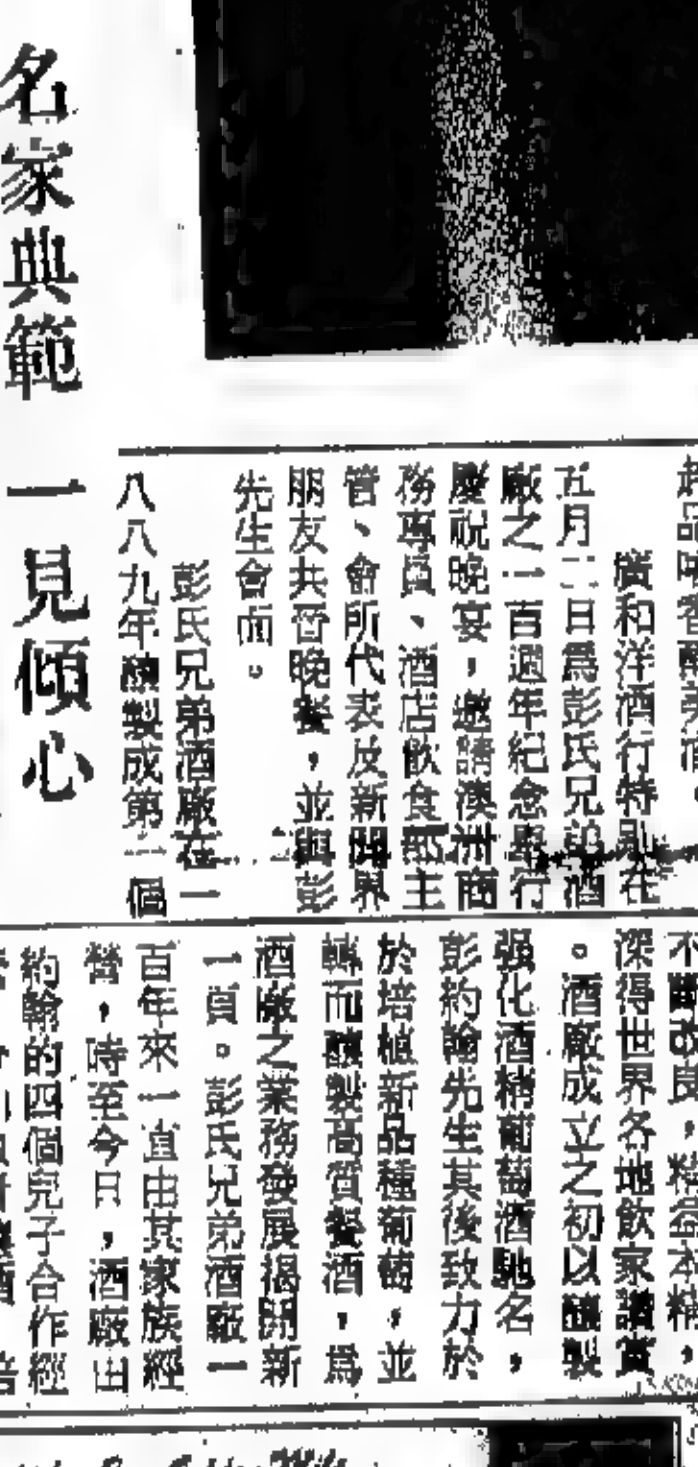 名家典範 一見傾心
廣和洋酒行特別在
五月二日爲彭氏兄弟酒
廠之一百週年紀念舉行
慶祝晚宴，邀請澳洲商
務專員、酒店飲食部主
管、會所代表及新聞界
朋友共晉晚餐，並與彭
先生會面。
彭氏兄弟酒廠在一
八八九年釀製成第一個
不斷改良，精益求精，
深得世界各地飲家讚賞
。酒廠成立之初以釀製
强化酒精葡萄酒馳名，
彭約翰先生其後致力於
於培植新品種葡萄，並
轉而釀製高質餐酒，爲
酒廠之業務發展揭開新
一頁。彭氏兄弟酒廠一
百年來一直由其家族經
營，時至今日，酒廠由
約翰的四個兒子合作經